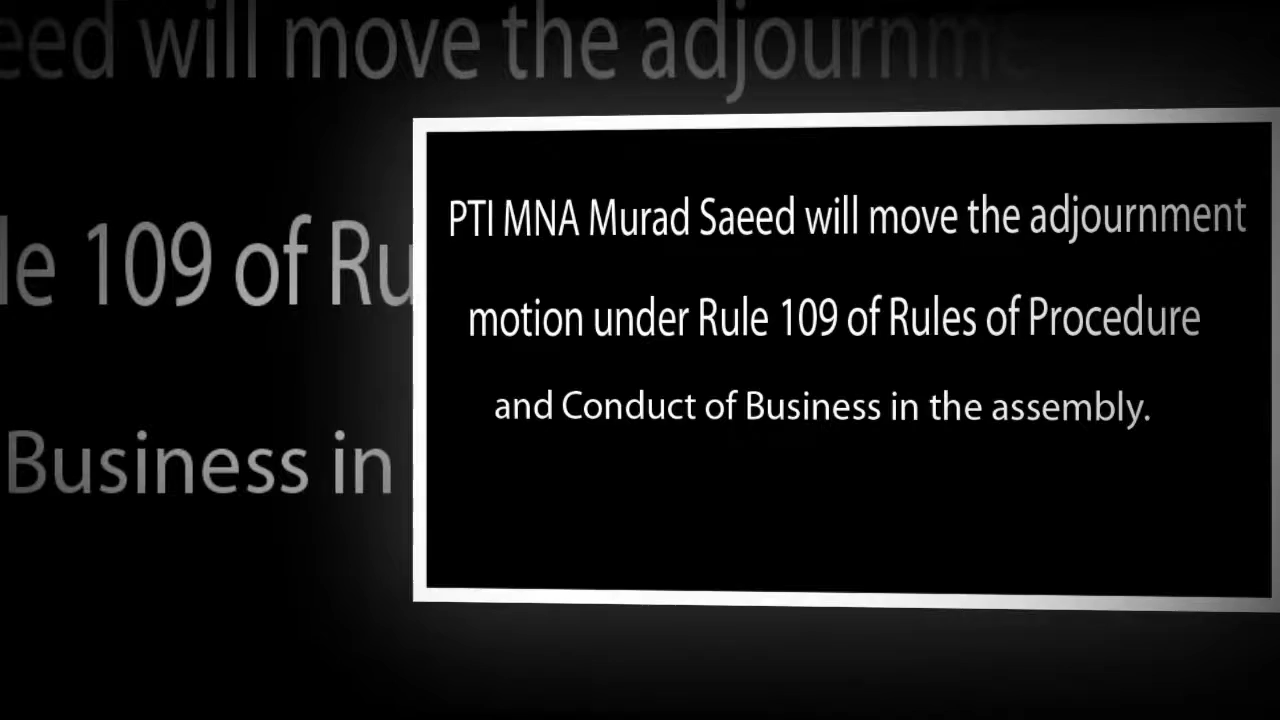 eed will move the adjournme
le 109 of Ru
Business in
PTI MNA Murad Saeed will move the adjournment
motion under Rule 109 of Rules of Procedure
and Conduct of Business in the assembly.